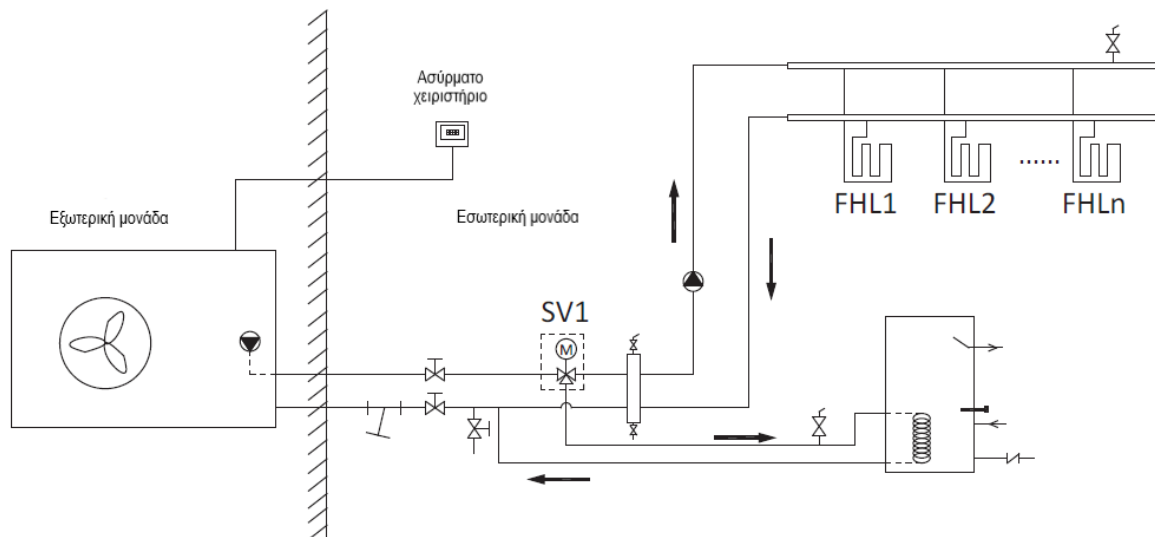 Ασύρματο
χειριστήριο
Εξωτερική μονάδα
Εσωτερική μονάδα
FHL1
FHL2
......
FHLn
SV1
M